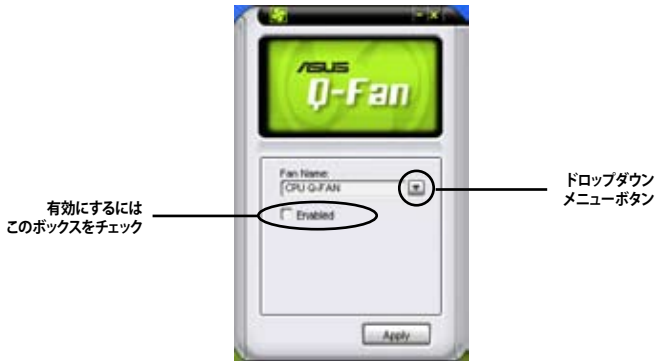 ASUS
Q-Fan
Fan Name:
CPU Q-FAN
Enabled
Apply
ドロップダウン
メニューボタン
有効にするには
このボックスをチェック